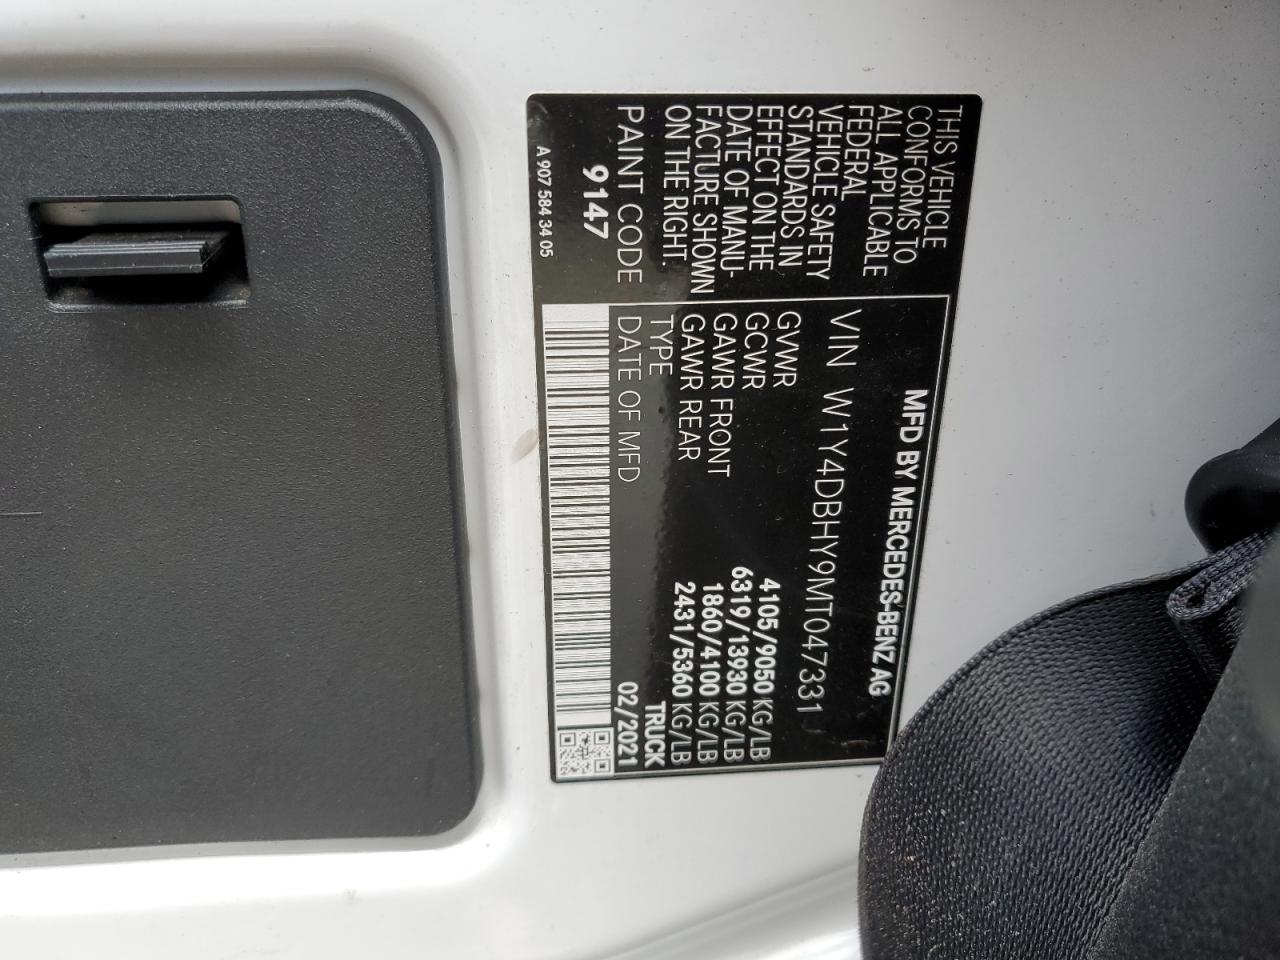 THIS VEHICLE
CONFORMS TO
ALL APPLICABLE
FEDERAL
VEHICLE SAFETY
STANDARDS IN
EFFECT ON THE
DATE OF MANU-
FACTURE SHOWN
ON THE RIGHT.
PAINT CODE
9147
A 907 584 34 05
MFD BY MERCEDES-BENZ AG
VIN W1Y4DBHY9MT047331
GVWR 4105/9050 KG/LB
GCWR 6319/13930 KG/LB
GAWR FRONT 1860/4100 KG/LB
GAWR REAR 2431/5360 KG/LB
TYPE TRUCK
DATE OF MFD 02/2021